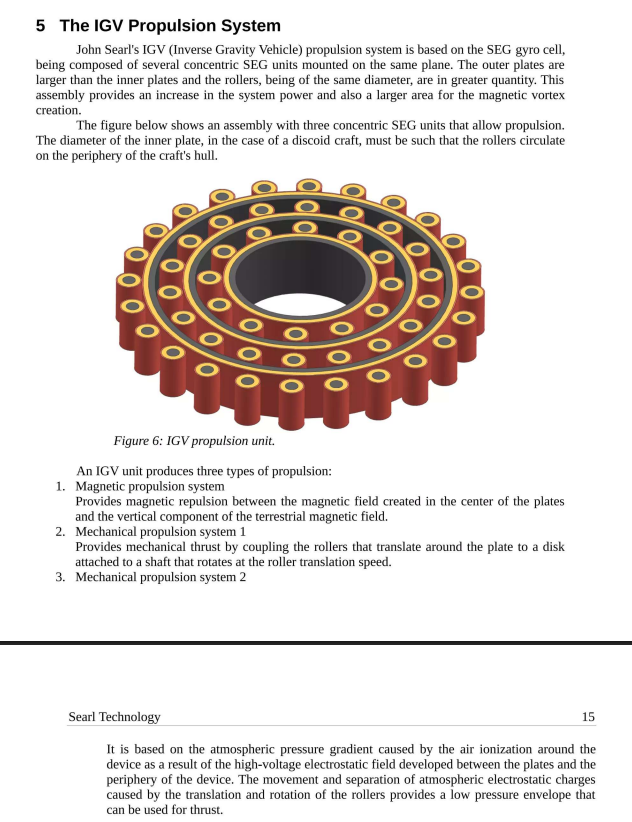 5 The IGV Propulsion System
John Searl's IGV (Inverse Gravity Vehicle) propulsion system is based on the SEG gyro cell,
being composed of several concentric SEG units mounted on the same plane. The outer plates are
larger than the inner plates and the rollers, being of the same diameter, are in greater quantity. This
assembly provides an increase in the system power and also a larger area for the magnetic vortex
creation.
The figure below shows an assembly with three concentric SEG units that allow propulsion.
The diameter of the inner plate, in the case of a discoid craft, must be such that the rollers circulate
on the periphery of the craft's hull.
Figure 6: IGV propulsion unit.
An IGV unit produces three types of propulsion:
1. Magnetic propulsion system
Provides magnetic repulsion between the magnetic field created in the center of the plates
and the vertical component of the terrestrial magnetic field.
2. Mechanical propulsion system 1
Provides mechanical thrust by coupling the rollers that translate around the plate to a disk
attached to a shaft that rotates at the roller translation speed.
3. Mechanical propulsion system 2
Searl Technology 15
It is based on the atmospheric pressure gradient caused by the air ionization around the
device as a result of the high-voltage electrostatic field developed between the plates and the
periphery of the device. The movement and separation of atmospheric electrostatic charges
caused by the translation and rotation of the rollers provides a low pressure envelope that
can be used for thrust.